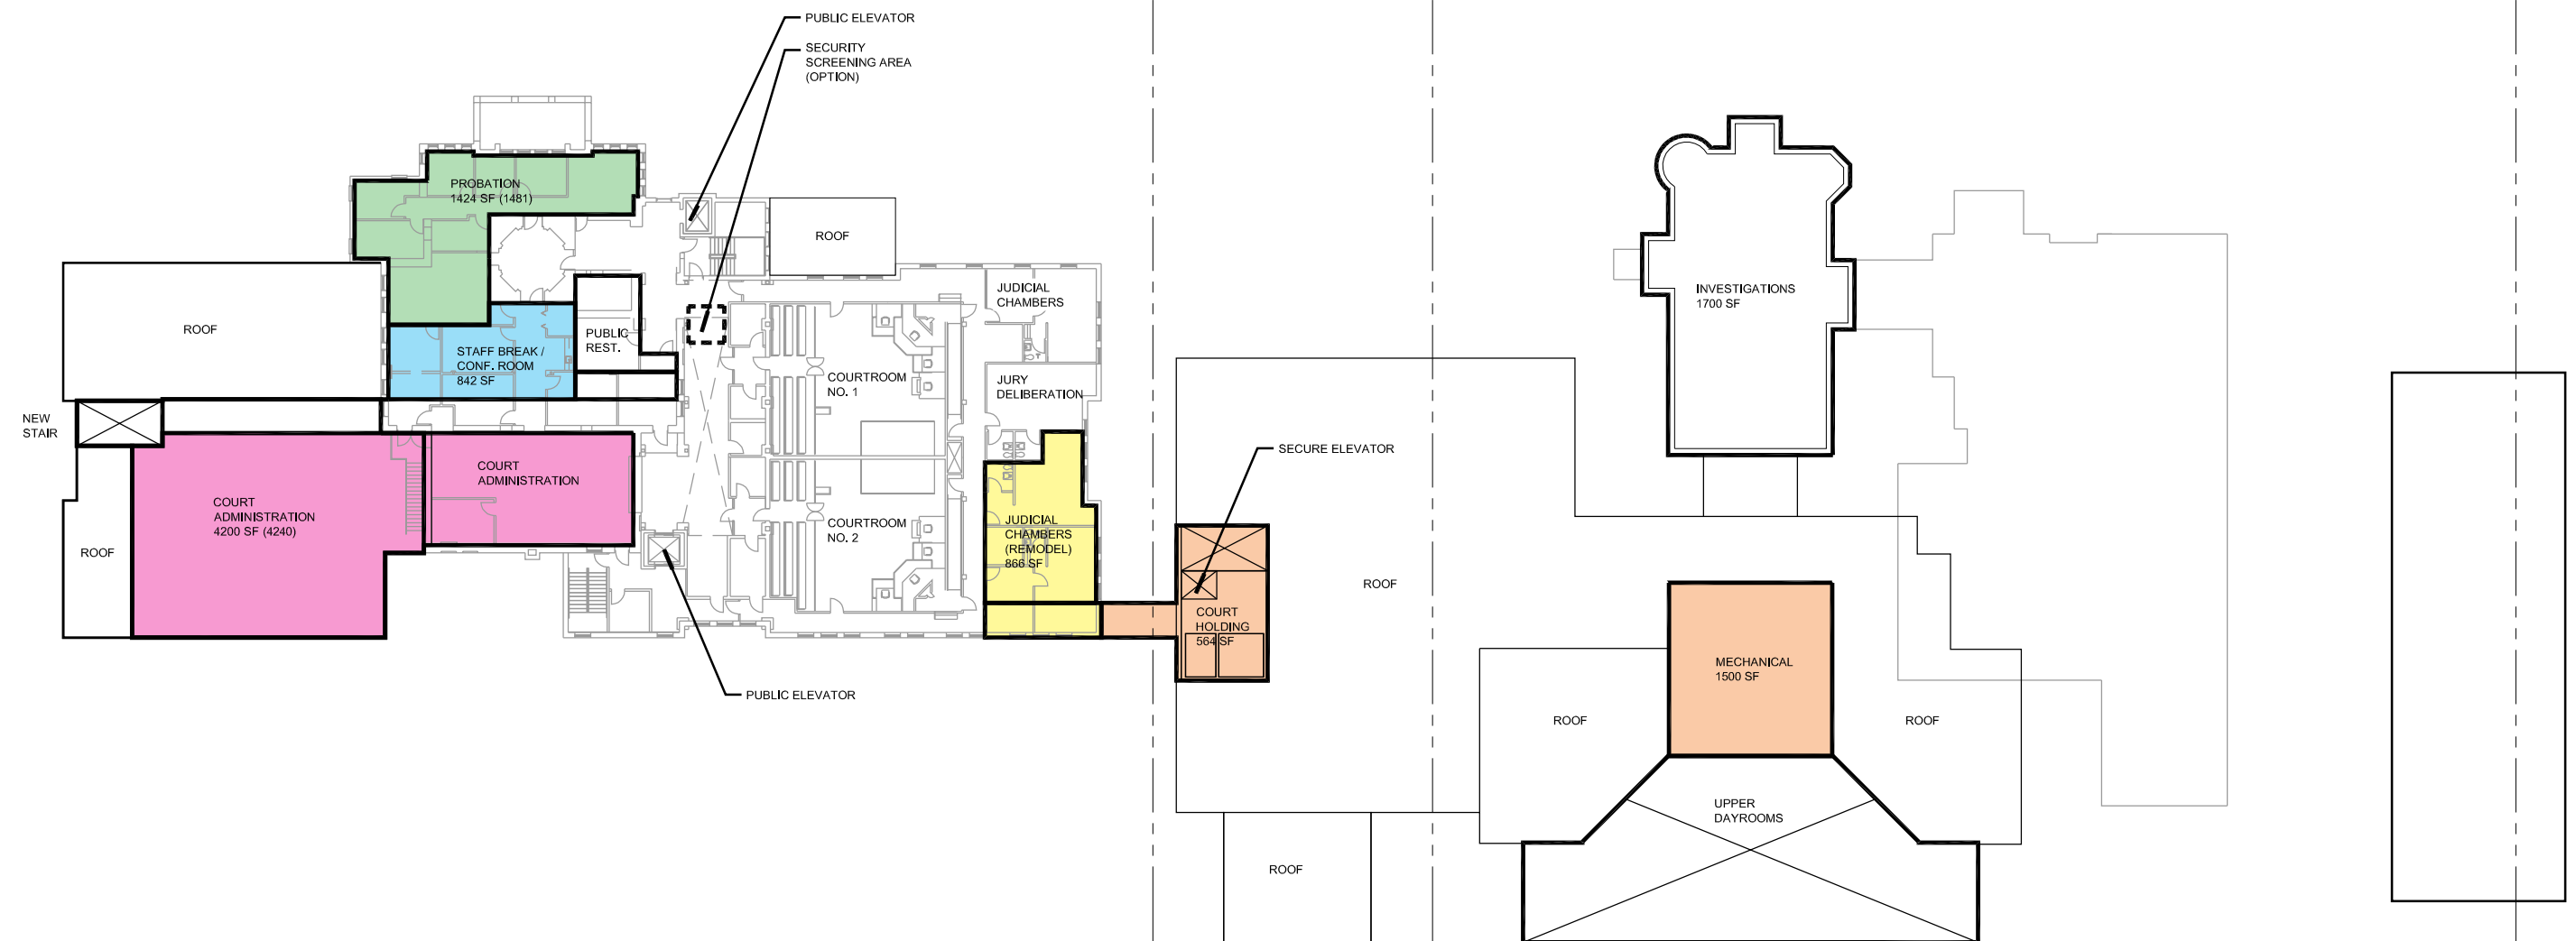 PUBLIC ELEVATOR
SECURITY
SCREENING AREA
(OPTION)
PROBATION
1424 SF (1481)
ROOF
ROOF
PUBLIC
REST.
STAFF BREAK /
CONF. ROOM
842 SF
NEW
STAIR
COURT
ADMINISTRATION
4200 SF (4240)
COURT
ADMINISTRATION
ROOF
COURTROOM
NO. 1
COURTROOM
NO. 2
JUDICIAL
CHAMBERS
JURY
DELIBERATION
JUDICIAL
CHAMBERS
(REMODEL)
866 SF
PUBLIC ELEVATOR
SECURE ELEVATOR
COURT
HOLDING
564 SF
ROOF
ROOF
INVESTIGATIONS
1700 SF
MECHANICAL
1500 SF
ROOF
ROOF
UPPER
DAYROOMS